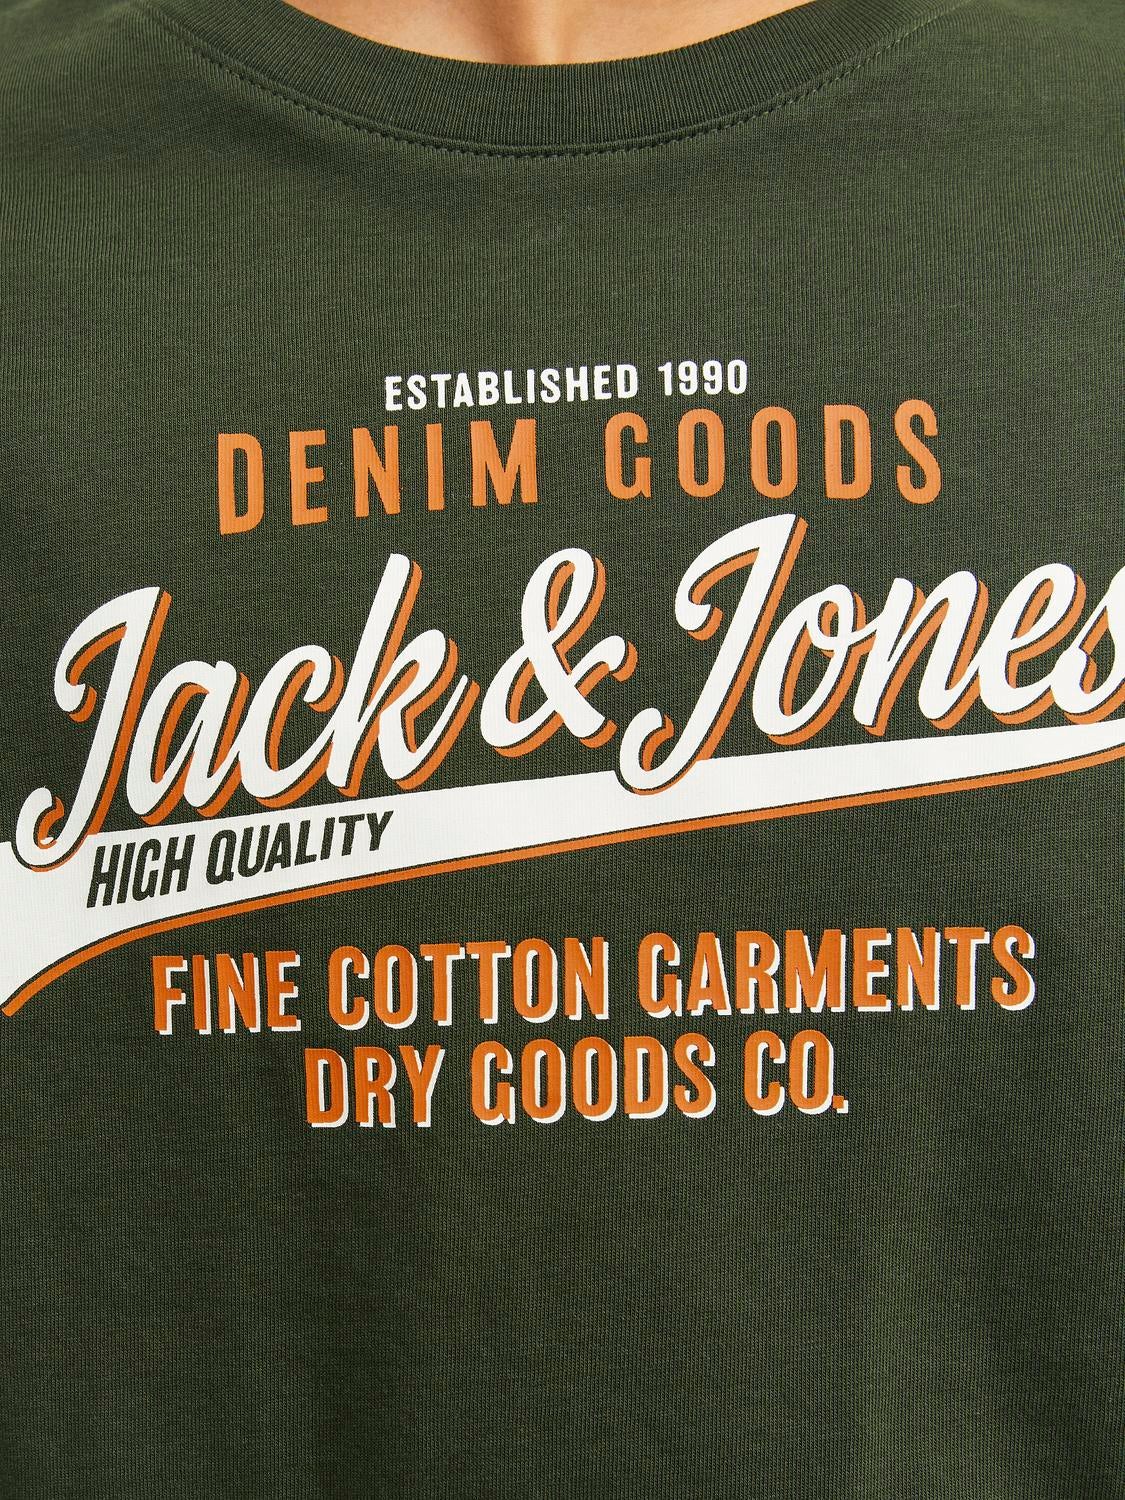 ESTABLISHED 1990
DENIM GOODS
Jack & Jones
HIGH QUALITY
FINE COTTON GARMENTS
DRY GOODS CO.